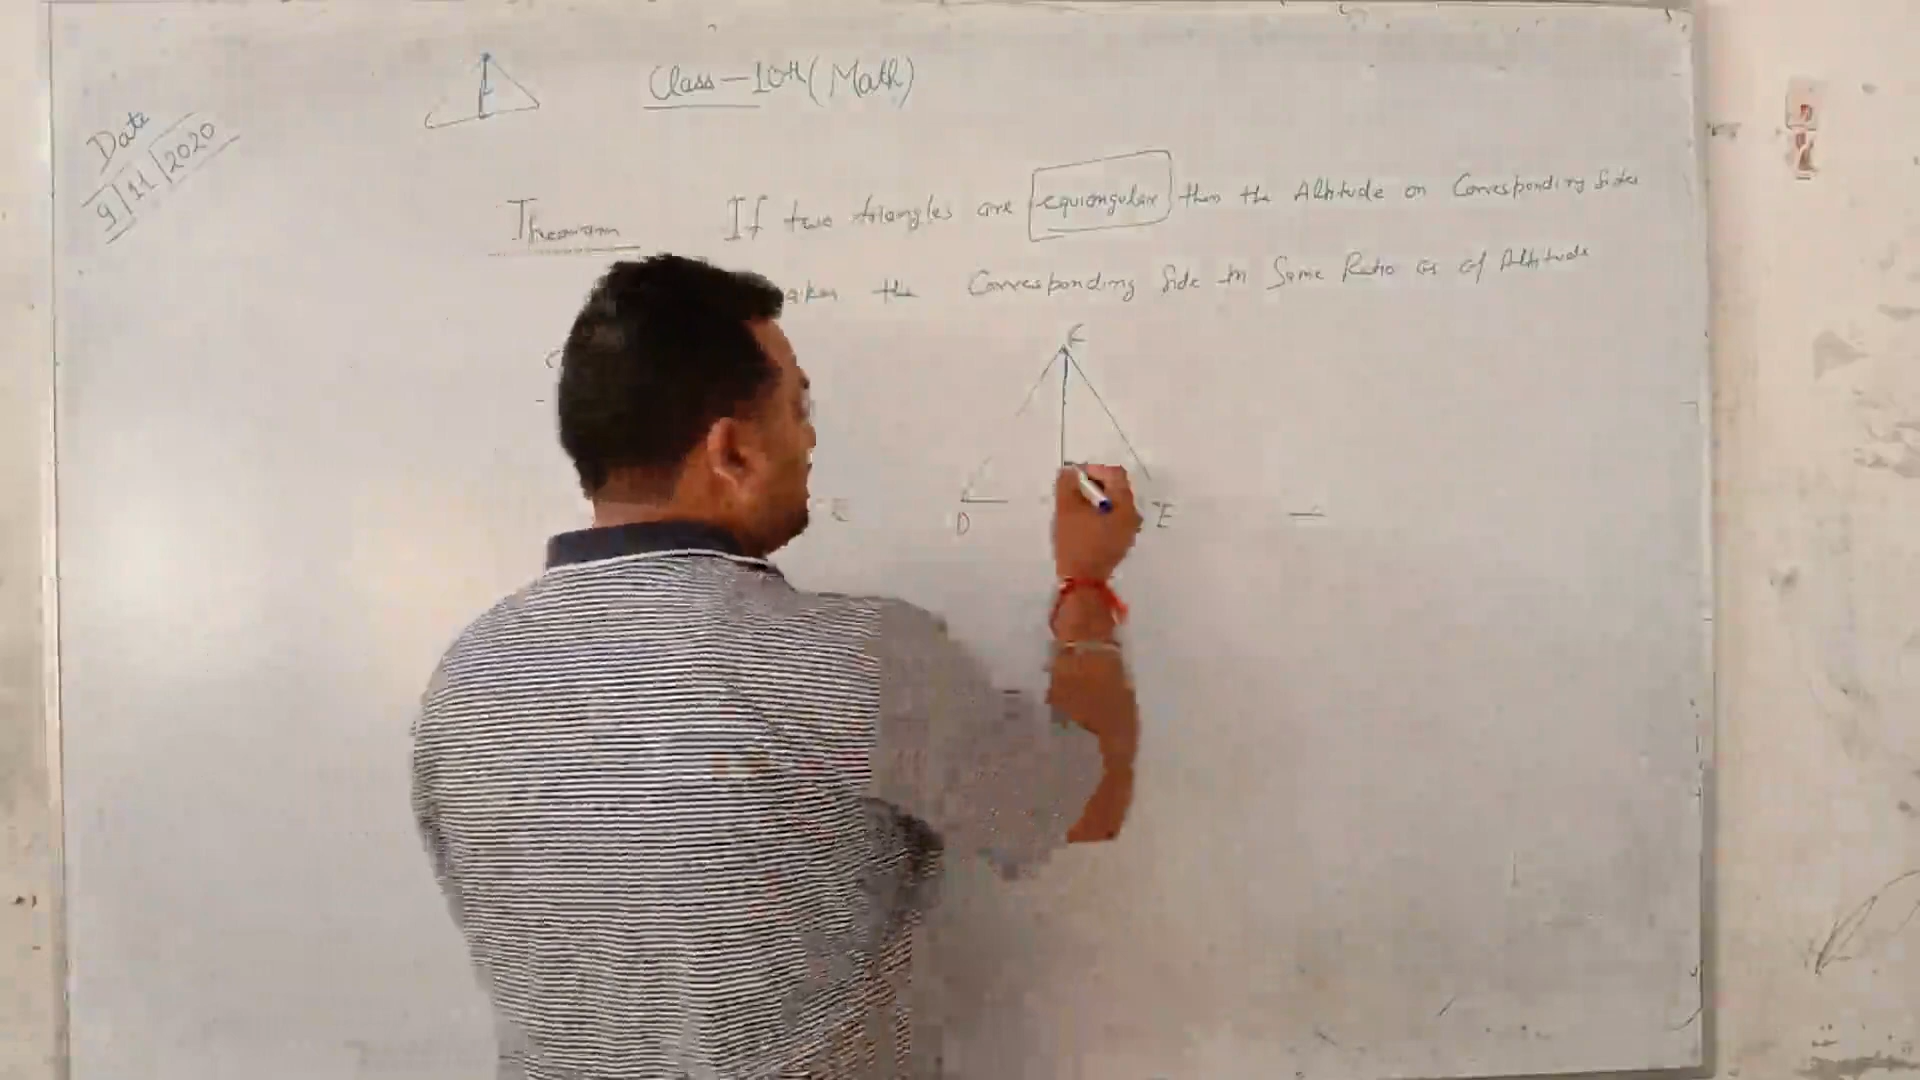 Class-10th (Math)
Date
9/11/2020
Theorem If two triangles are equiangular then the Altitude on Corresponding Sides
the Corresponding Side in Same Ratio as of Altitude
D
E